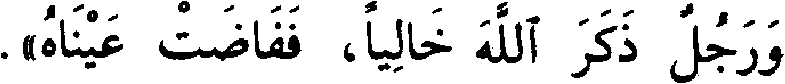 وَرَجُلٌ ذَكَرَ ٱللَّهَ خَالِياً، فَفَاضَتْ عَيْنَاهُ».